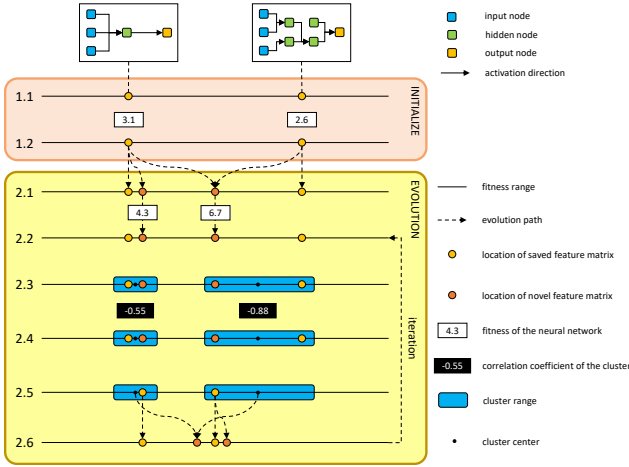 input node
hidden node
output node
activation direction
1.1
3.1
2.6
1.2
INITIALIZE
2.1
4.3
6.7
2.2
2.3
-0.55
-0.88
2.4
2.5
2.6
EVOLUTION
iteration
fitness range
evolution path
location of saved feature matrix
location of novel feature matrix
4.3
fitness of the neural network
-0.55
correlation coefficient of the cluster
cluster range
cluster center